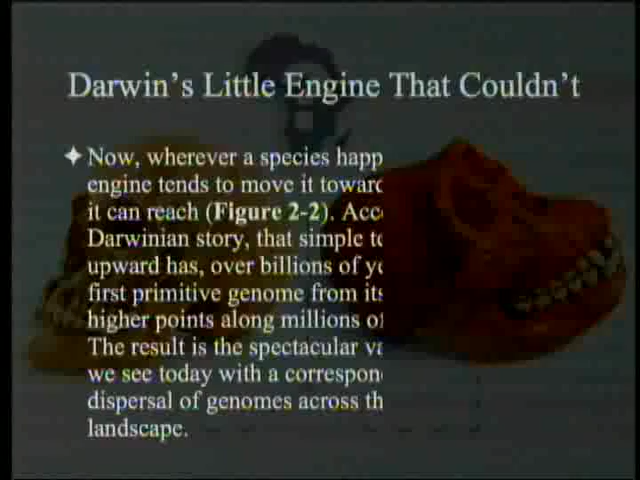 Darwin's Little Engine That Couldn't
Now, wherever a species happ
engine tends to move it toward
it can reach (Figure 2-2). Acc
Darwinian story, that simple t
upward has, over billions of y
first primitive genome from its
higher points along millions of
The result is the spectacular v
we see today with a correspon
dispersal of genomes across th
landscape.